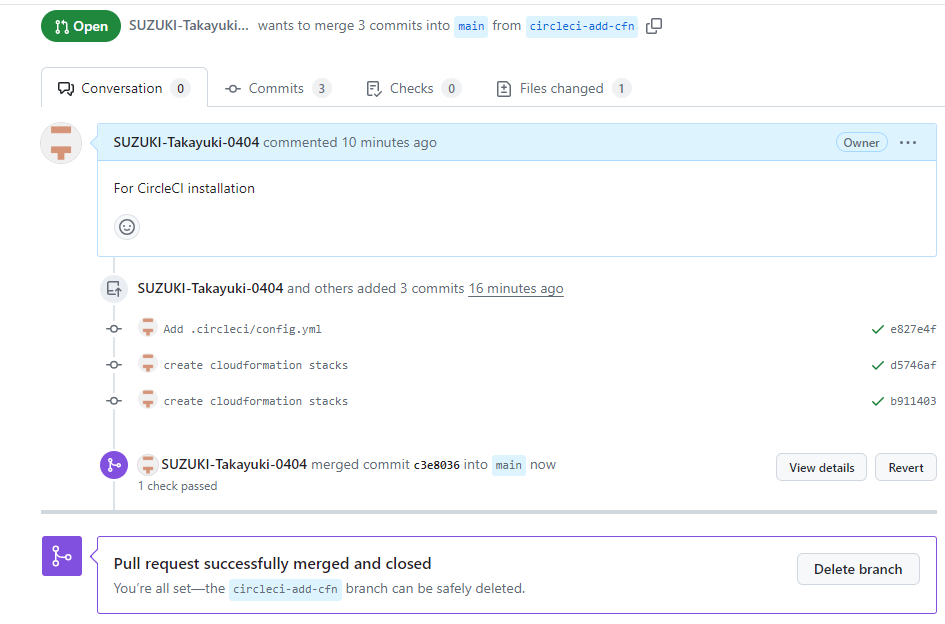 Open SUZUKI-Takayuki... wants to merge 3 commits into main from circleci-add-cfn
Conversation 0 Commits 3 Checks 0 Files changed 1
SUZUKI-Takayuki-0404 commented 10 minutes ago Owner
For CircleCI installation
SUZUKI-Takayuki-0404 and others added 3 commits 16 minutes ago
Add .circleci/config.yml e827e4f
create cloudformation stacks d5746af
create cloudformation stacks b911403
SUZUKI-Takayuki-0404 merged commit c3e8036 into main now View details Revert
1 check passed
Pull request successfully merged and closed
You're all set—the circleci-add-cfn branch can be safely deleted.
Delete branch